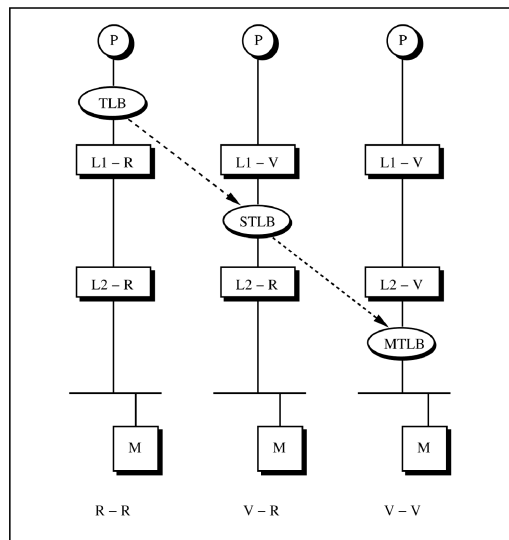 P P P
TLB
L1 – R L1 – V L1 – V
STLB
L2 – R L2 – R L2 – V
MTLB
M M M
R – R V – R V – V